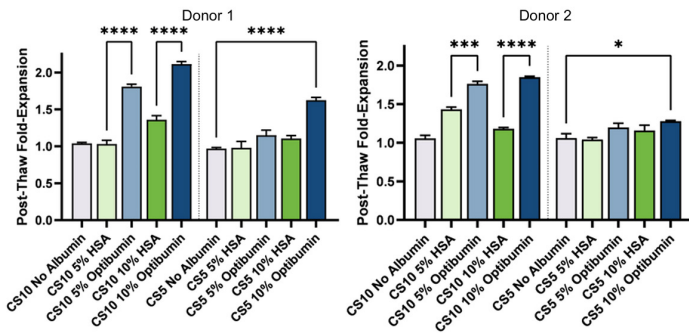 Donor 1
Donor 2
Post-Thaw Fold-Expansion
2.0
1.5
1.0
0.5
0.0
****
****
****
CS10 No Albumin
CS10 5% HSA
CS10 5% Optibumin
CS10 10% HSA
CS10 10% Optibumin
CS5 No Albumin
CS5 5% HSA
CS5 5% Optibumin
CS5 10% HSA
CS5 10% Optibumin
Post-Thaw Fold-Expansion
2.0
1.5
1.0
0.5
0.0
***
****
*
CS10 No Albumin
CS10 5% HSA
CS10 5% Optibumin
CS10 10% HSA
CS10 10% Optibumin
CS5 No Albumin
CS5 5% HSA
CS5 5% Optibumin
CS5 10% HSA
CS5 10% Optibumin